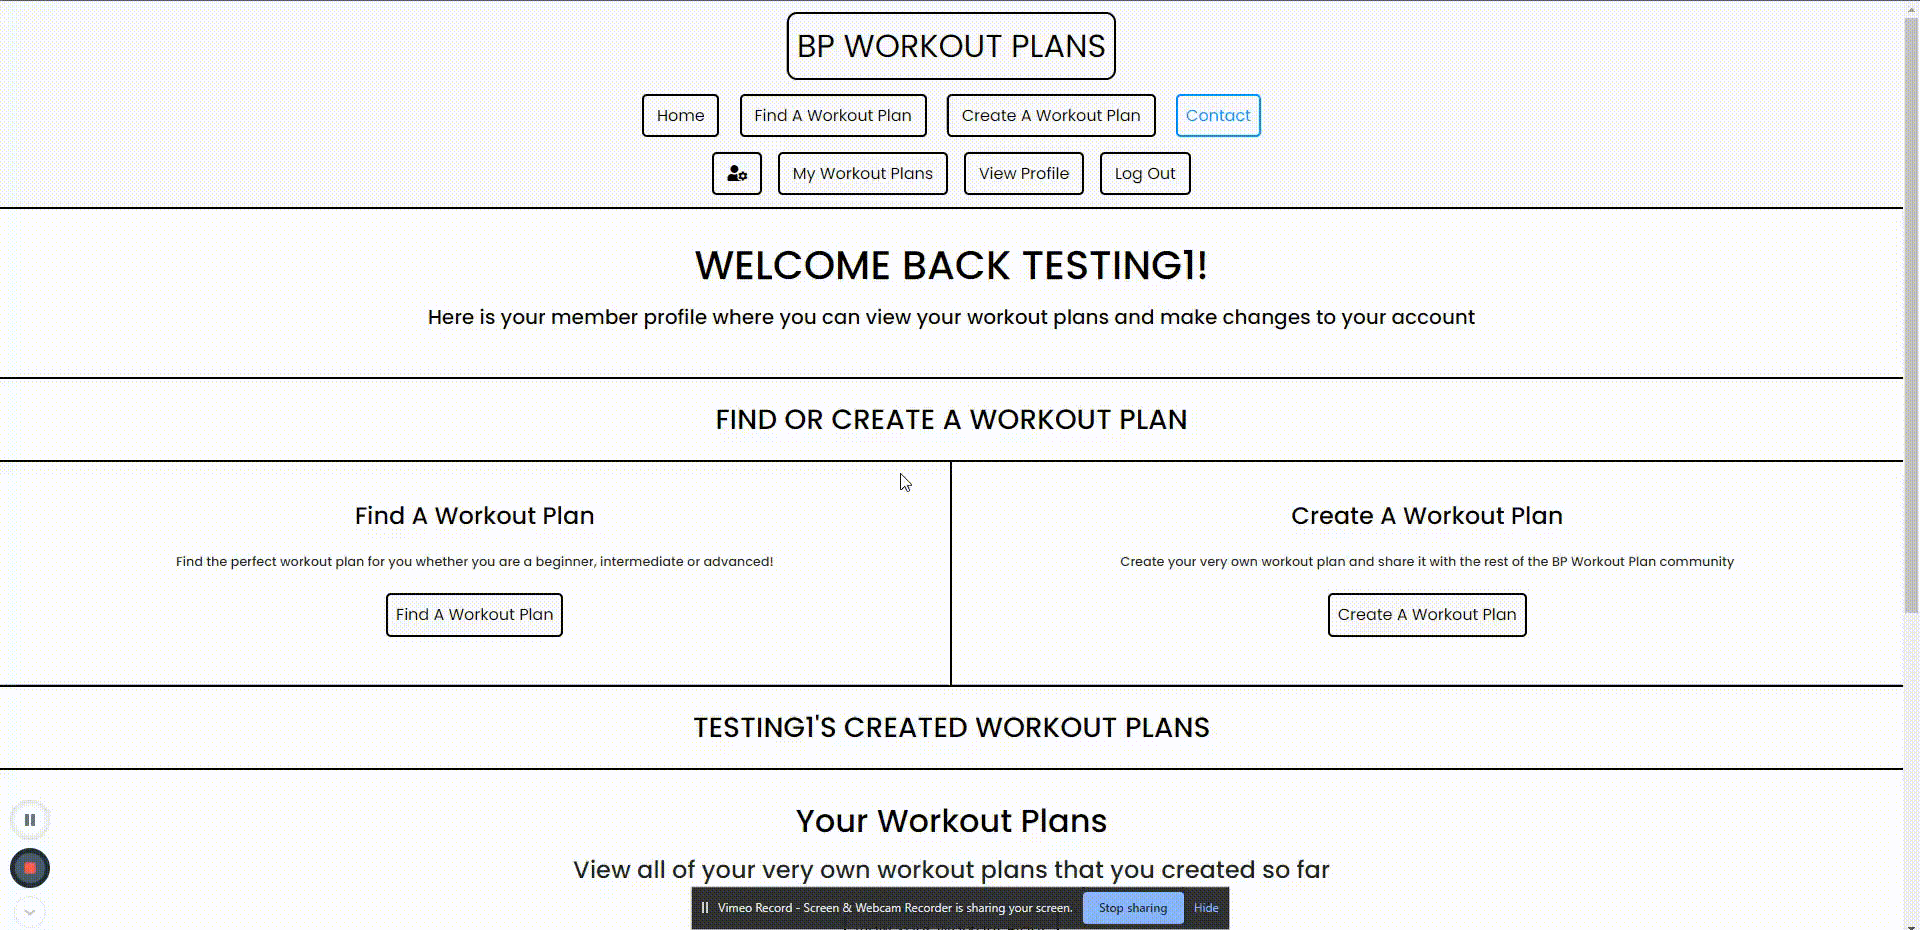 BP WORKOUT PLANS
Home Find A Workout Plan Create A Workout Plan Contact
My Workout Plans View Profile Log Out
WELCOME BACK TESTING1!
Here is your member profile where you can view your workout plans and make changes to your account
FIND OR CREATE A WORKOUT PLAN
Find A Workout Plan
Find the perfect workout plan for you whether you are a beginner, intermediate or advanced!
Find A Workout Plan
Create A Workout Plan
Create your very own workout plan and share it with the rest of the BP Workout Plan community
Create A Workout Plan
TESTING1'S CREATED WORKOUT PLANS
Your Workout Plans
View all of your very own workout plans that you created so far
Vimeo Record - Screen & Webcam Recorder is sharing your screen. Stop sharing Hide